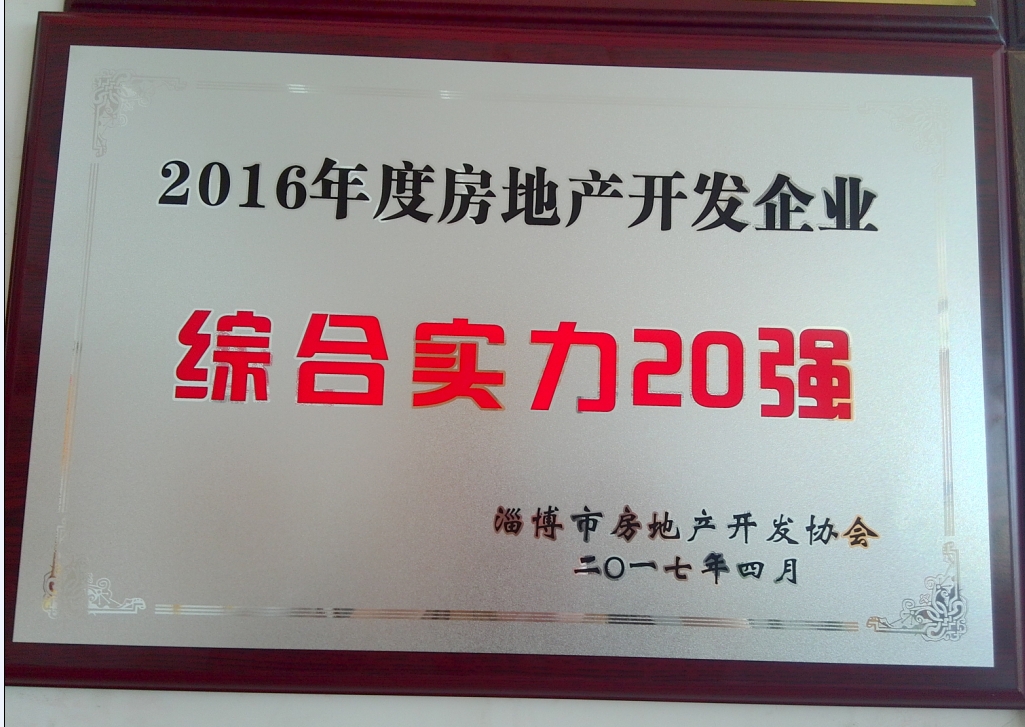 2016年度房地产开发企业
综合实力20强
淄博市房地产开发协会
二〇一七年四月